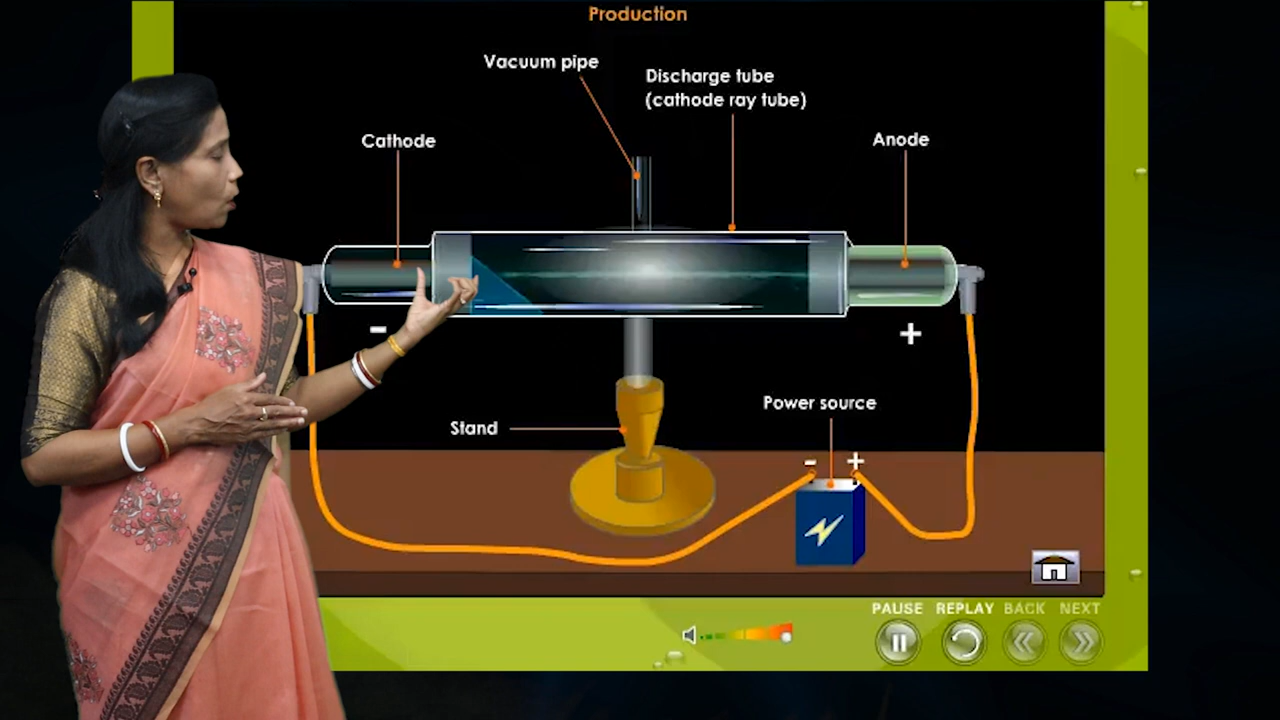 Production
Vacuum pipe
Discharge tube
(cathode ray tube)
Cathode
Anode
-
+
Power source
Stand
- +
PAUSE REPLAY BACK NEXT